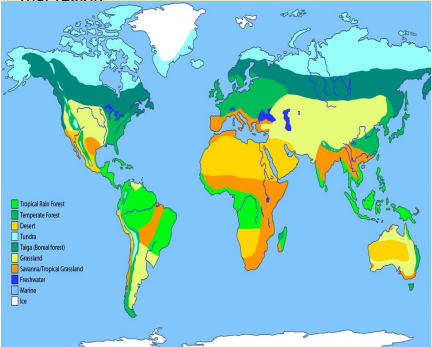 Tropical Rain Forest
Temperate Forest
Desert
Tundra
Taiga (Boreal forest)
Grassland
Savanna/Tropical Grassland
Freshwater
Marine
Ice